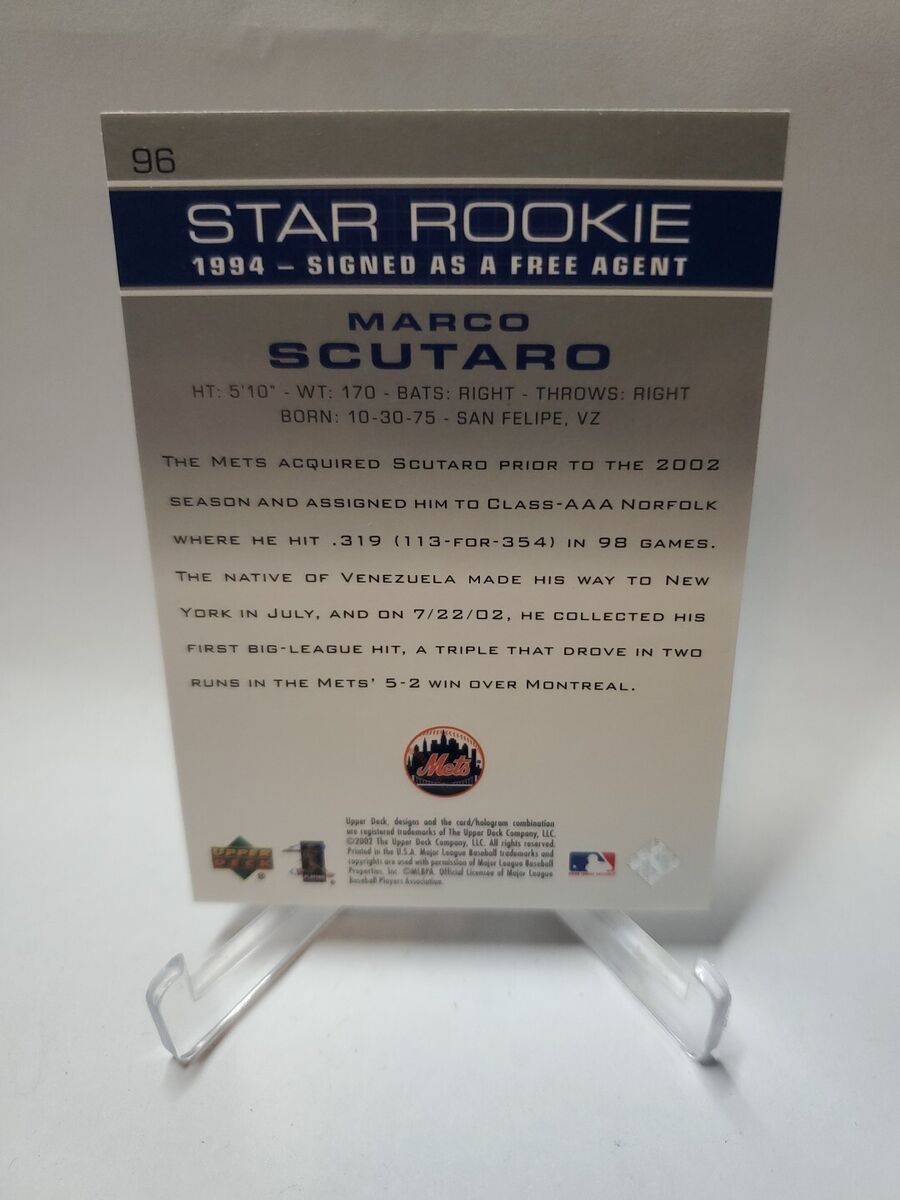 96
STAR ROOKIE
1994 – SIGNED AS A FREE AGENT
MARCO
SCUTARO
HT: 5'10" - WT: 170 - BATS: RIGHT - THROWS: RIGHT
BORN: 10-30-75 - SAN FELIPE, VZ
THE METS ACQUIRED SCUTARO PRIOR TO THE 2002
SEASON AND ASSIGNED HIM TO CLASS-AAA NORFOLK
WHERE HE HIT .319 (113-FOR-354) IN 98 GAMES.
THE NATIVE OF VENEZUELA MADE HIS WAY TO NEW
YORK IN JULY, AND ON 7/22/02, HE COLLECTED HIS
FIRST BIG-LEAGUE HIT, A TRIPLE THAT DROVE IN TWO
RUNS IN THE METS' 5-2 WIN OVER MONTREAL.
Mets
Upper Deck, designs and the card/hologram combination
are registered trademarks of The Upper Deck Company, LLC.
©2002 The Upper Deck Company, LLC. All rights reserved.
Printed in the U.S.A. Major League Baseball trademarks and
copyrights are used with permission of Major League Baseball
Properties, Inc. ©MLBPA. Official Licensee of Major League
Baseball Players Association.
UPPER
DECK
®
PLAYERS